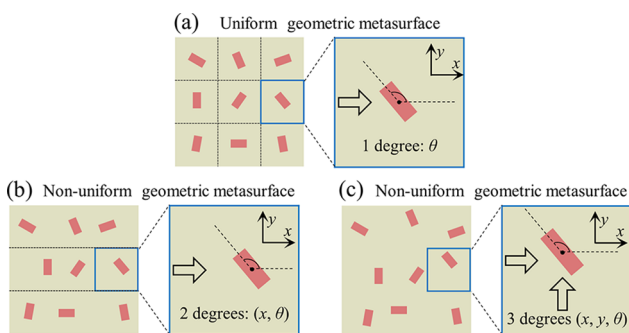 (a) Uniform geometric metasurface
y
x
1 degree: θ
(b) Non-uniform geometric metasurface
y
x
2 degrees: (x, θ)
(c) Non-uniform geometric metasurface
y
x
3 degrees (x, y, θ)